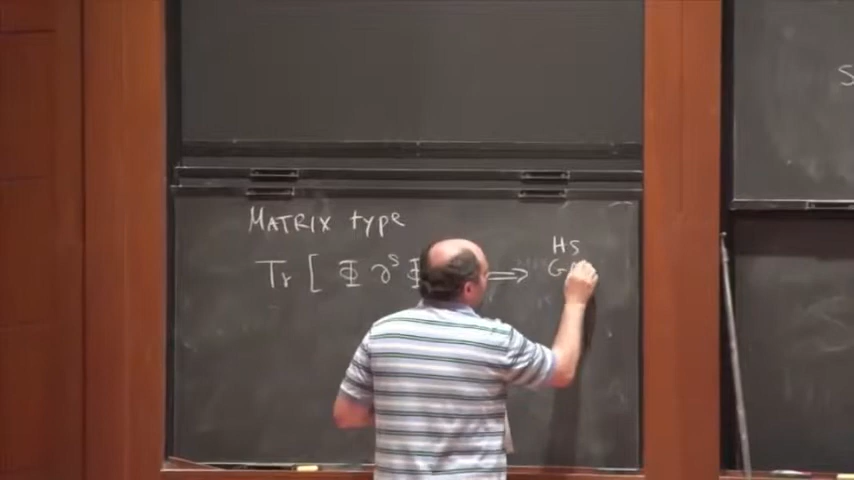 MATRIX type
Tr [ Φ ∂^s Φ ⇒
HS
G
S